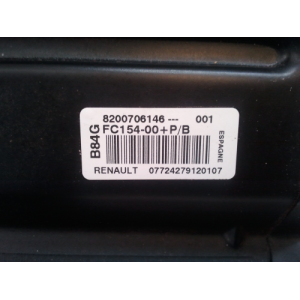 8200706146 --- 001
B84G
FC154-00+P/B
ESPAGNE
RENAULT 07724279120107